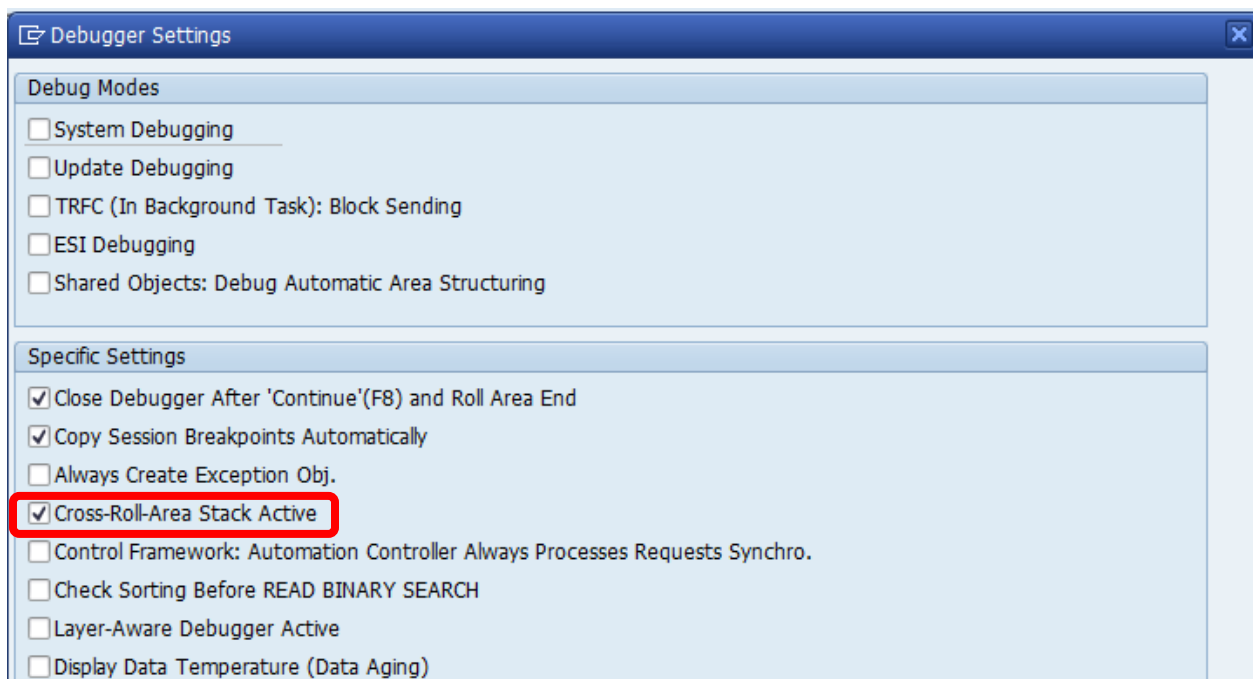 Debugger Settings
Debug Modes
System Debugging
Update Debugging
TRFC (In Background Task): Block Sending
ESI Debugging
Shared Objects: Debug Automatic Area Structuring
Specific Settings
Close Debugger After 'Continue'(F8) and Roll Area End
Copy Session Breakpoints Automatically
Always Create Exception Obj.
Cross-Roll-Area Stack Active
Control Framework: Automation Controller Always Processes Requests Synchro.
Check Sorting Before READ BINARY SEARCH
Layer-Aware Debugger Active
Display Data Temperature (Data Aging)